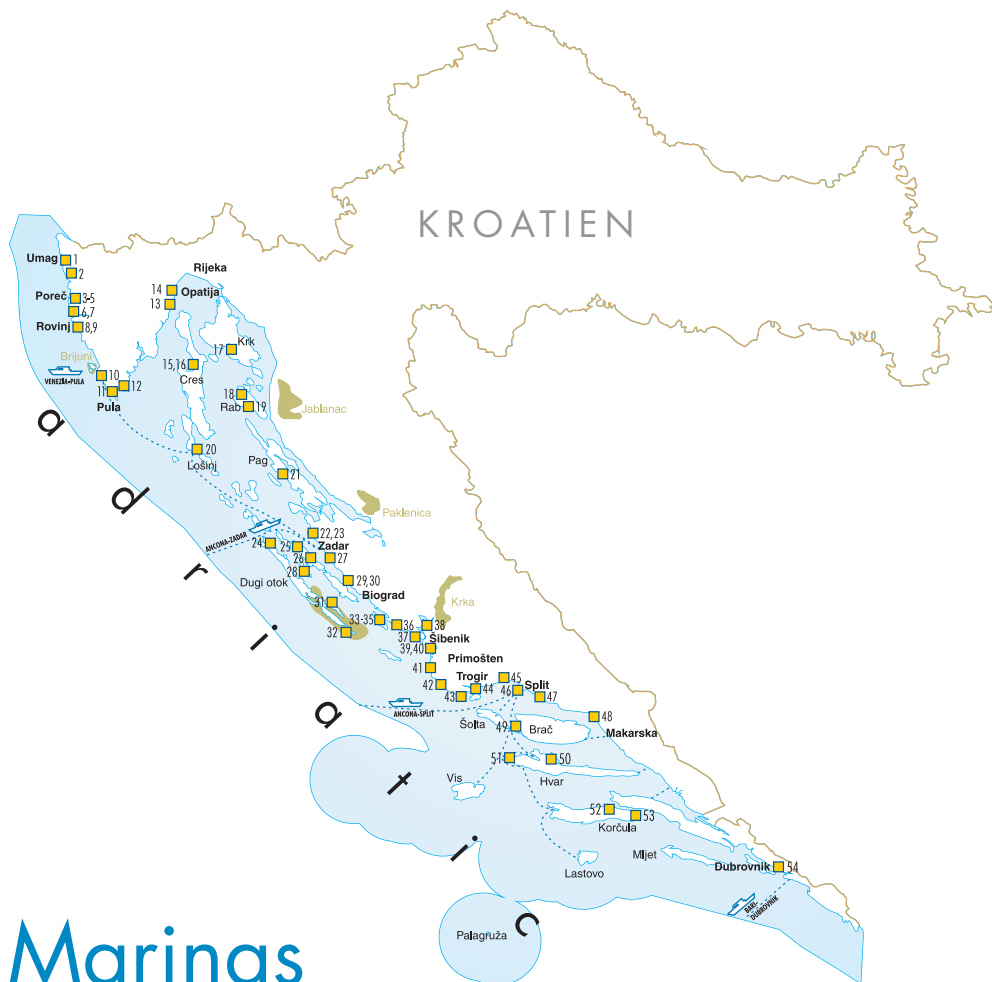 KROATIEN
Umag 1
2
Rijeka
14 Opatija
13
Poreč 3-5
6,7
Rovinj 8,9
Krk
17
Brijuni
15,16
Cres
VENEZIA-PULA
10
12
11
Pula
18
Rab 19
Jablanac
20
Lošinj
Pag
21
Paklenica
ANCONA-ZADAR
22,23
24
25 Zadar
26
27
28
Dugi otok
29,30
Biograd
31
Krka
33-35
36
38
32
37
Šibenik
39,40
Primošten
41
Trogir
45
42
44
46 Split
43
47
ANCONA-SPLIT
Šolta
48
49
Brač
Makarska
51
50
Vis
Hvar
52
53
Korčula
Mljet
Lastovo
Dubrovnik 54
BARI-
DUBROVNIK
Palagruža
adriatic
Marinas